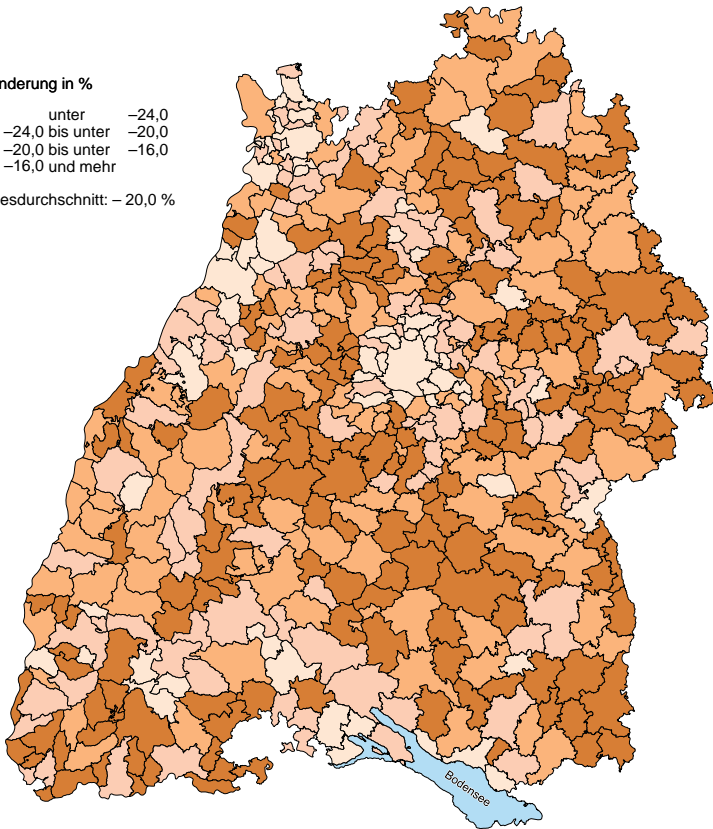 nderung in %
unter –24,0
–24,0 bis unter –20,0
–20,0 bis unter –16,0
–16,0 und mehr
esdurchschnitt: – 20,0 %
Bodensee